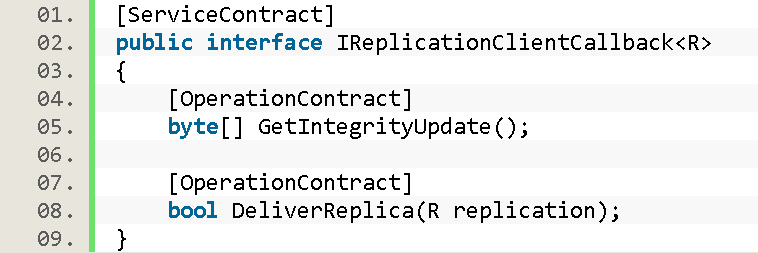 01. [ServiceContract]
02. public interface IReplicationClientCallback<R>
03. {
04.     [OperationContract]
05.     byte[] GetIntegrityUpdate();
06.
07.     [OperationContract]
08.     bool DeliverReplica(R replication);
09. }